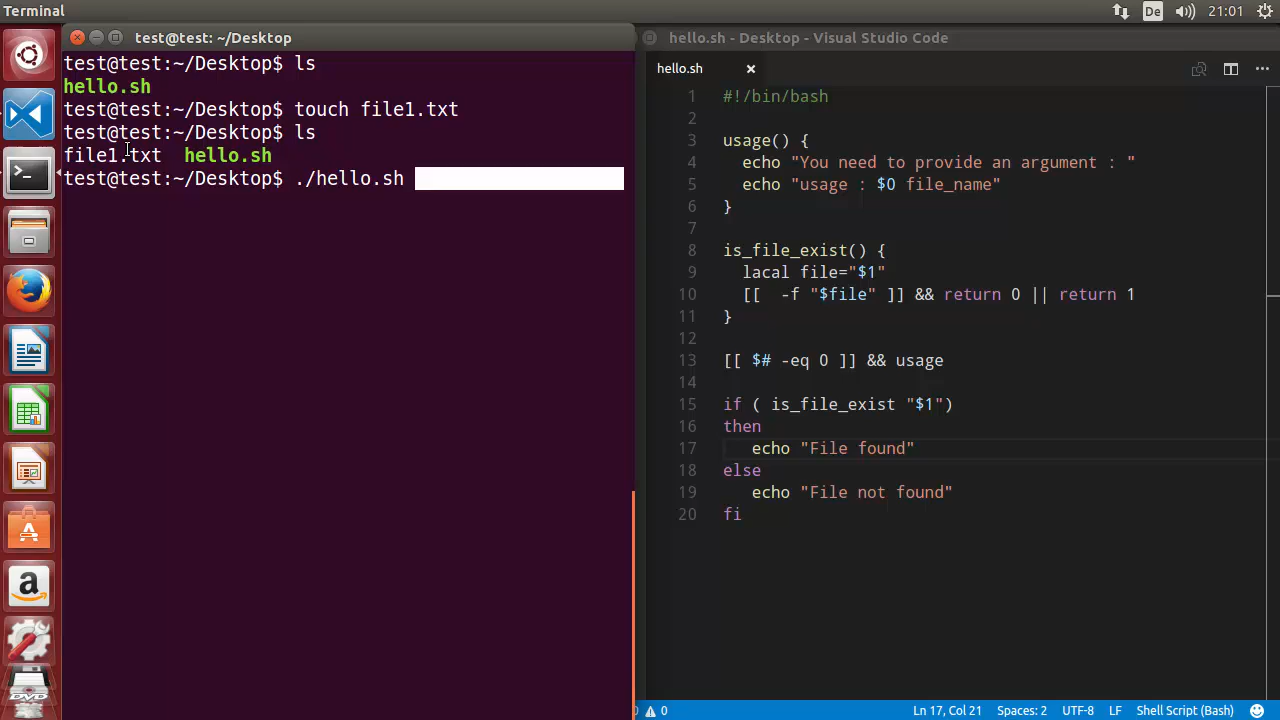 Terminal
De
21:01
test@test: ~/Desktop
test@test:~/Desktop$ ls
hello.sh
test@test:~/Desktop$ touch file1.txt
test@test:~/Desktop$ ls
file1.txt  hello.sh
test@test:~/Desktop$ ./hello.sh
hello.sh - Desktop - Visual Studio Code
hello.sh
1 #!/bin/bash
2
3 usage() {
4   echo "You need to provide an argument : "
5   echo "usage : $0 file_name"
6 }
7
8 is_file_exist() {
9   lacal file="$1"
10   [[  -f "$file" ]] && return 0 || return 1
11 }
12
13 [[ $# -eq 0 ]] && usage
14
15 if ( is_file_exist "$1")
16 then
17    echo "File found"
18 else
19    echo "File not found"
20 fi
0
Ln 17, Col 21
Spaces: 2
UTF-8
LF
Shell Script (Bash)
A
a
DVD